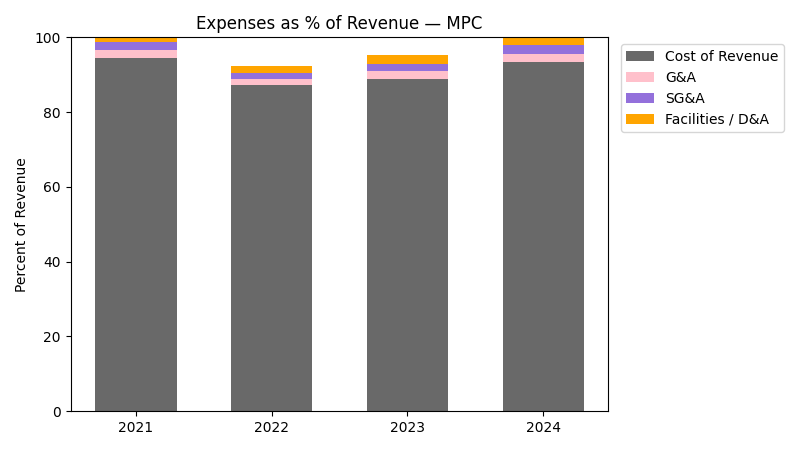 Expenses as % of Revenue — MPC
Percent of Revenue
100
80
60
40
20
0
2021
2022
2023
2024
Cost of Revenue
G&A
SG&A
Facilities / D&A